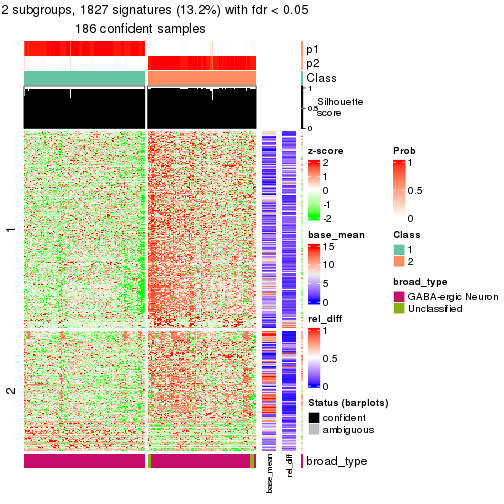 2 subgroups, 1827 signatures (13.2%) with fdr < 0.05
186 confident samples
p1
p2
Class
1
0.5
0
Silhouette
score
1
2
z-score
2
1
0
-1
-2
base_mean
15
10
5
0
rel_diff
1
0.5
0
Status (barplots)
confident
ambiguous
Prob
1
0.5
0
Class
1
2
broad_type
GABA-ergic Neuron
Unclassified
broad_type
base_mean
rel_diff